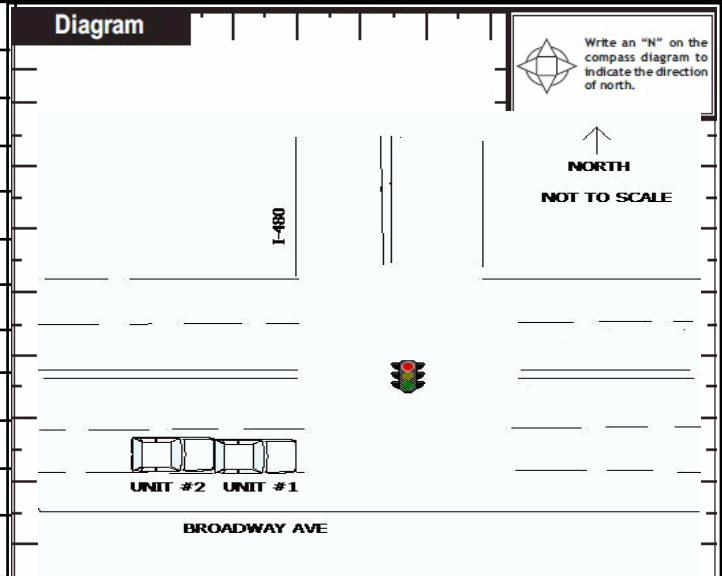 Diagram
Write an “N” on the
compass diagram to
indicate the direction
of north.
NORTH
NOT TO SCALE
I-480
UNIT #2 UNIT #1
BROADWAY AVE